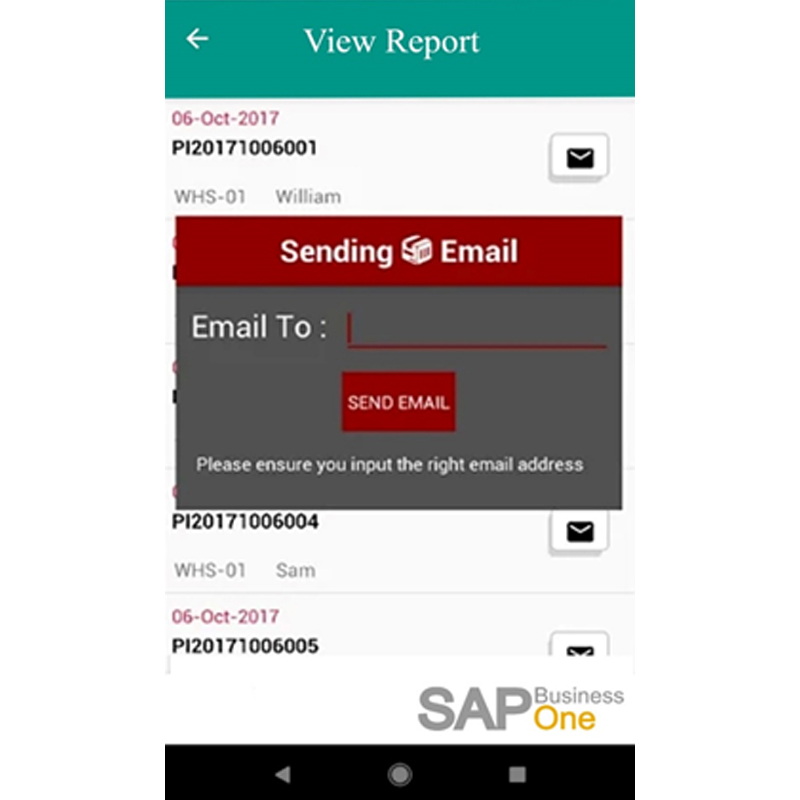 View Report
06-Oct-2017
PI20171006001
WHS-01 William
Sending Email
Email To :
SEND EMAIL
Please ensure you input the right email address
PI20171006004
WHS-01 Sam
06-Oct-2017
PI20171006005
SAP Business One